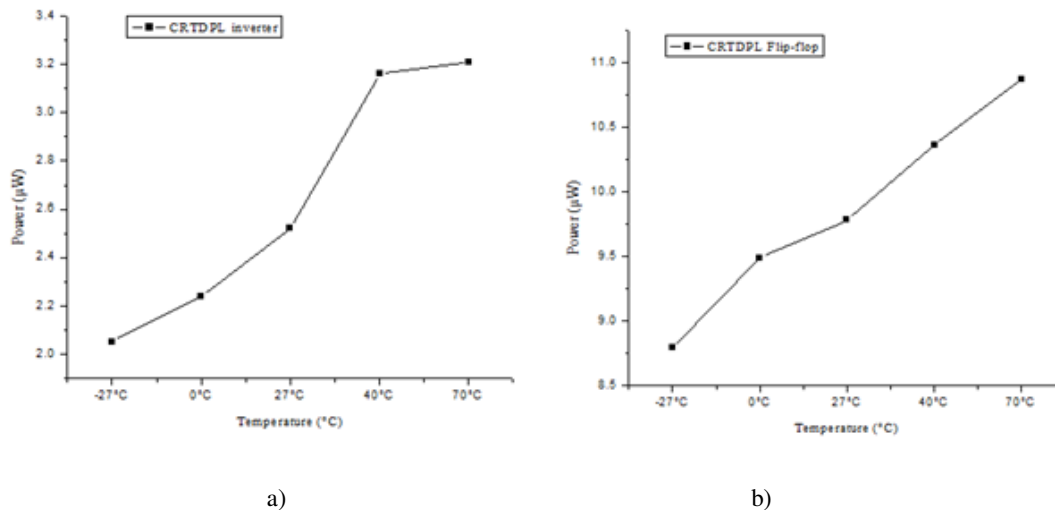 CRTDPL inverter
3.4
3.2
3.0
2.8
2.6
2.4
2.2
2.0
Power (µW)
-27°C 0°C 27°C 40°C 70°C
Temperature (°C)
a)
CRTDPL Flip-flop
11.0
10.5
10.0
9.5
9.0
8.5
Power (µW)
-27°C 0°C 27°C 40°C 70°C
Temperature (°C)
b)